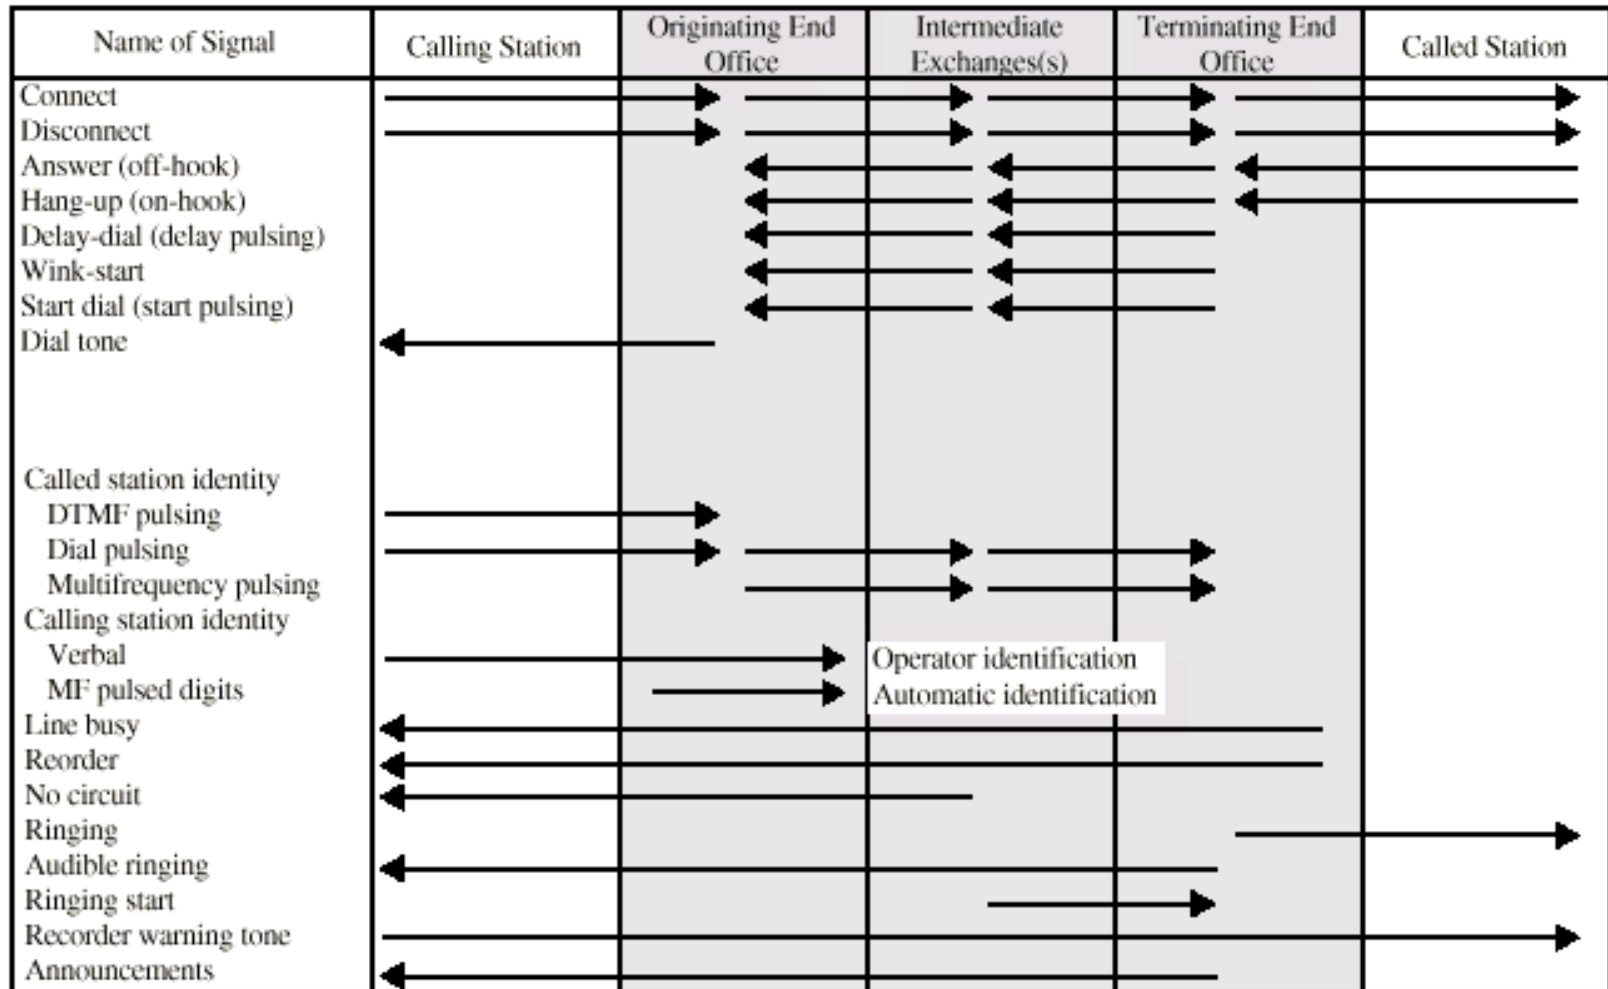 Name of Signal
Calling Station
Originating End
Office
Intermediate
Exchanges(s)
Terminating End
Office
Called Station
Connect
Disconnect
Answer (off-hook)
Hang-up (on-hook)
Delay-dial (delay pulsing)
Wink-start
Start dial (start pulsing)
Dial tone
Called station identity
DTMF pulsing
Dial pulsing
Multifrequency pulsing
Calling station identity
Verbal
Operator identification
MF pulsed digits
Automatic identification
Line busy
Reorder
No circuit
Ringing
Audible ringing
Ringing start
Recorder warning tone
Announcements